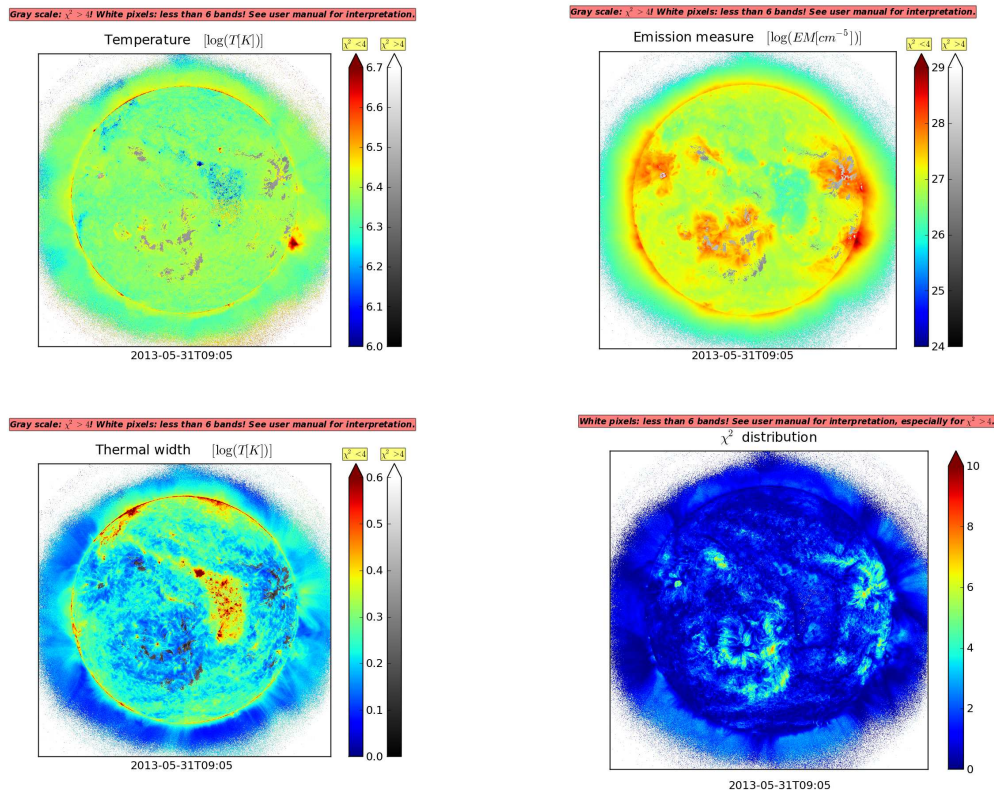 Gray scale: χ² > 4! White pixels: less than 6 bands! See user manual for interpretation.
Temperature [log(T[K])]
χ² <4 χ² >4
6.7
6.6
6.5
6.4
6.3
6.2
6.1
6.0
2013-05-31T09:05
Gray scale: χ² > 4! White pixels: less than 6 bands! See user manual for interpretation.
Emission measure [log(EM[cm⁻⁵])]
χ² <4 χ² >4
29
28
27
26
25
24
2013-05-31T09:05
Gray scale: χ² > 4! White pixels: less than 6 bands! See user manual for interpretation.
Thermal width [log(T[K])]
χ² <4 χ² >4
0.6
0.5
0.4
0.3
0.2
0.1
0.0
2013-05-31T09:05
White pixels: less than 6 bands! See user manual for interpretation, especially for χ² >4.
χ² distribution
10
8
6
4
2
0
2013-05-31T09:05